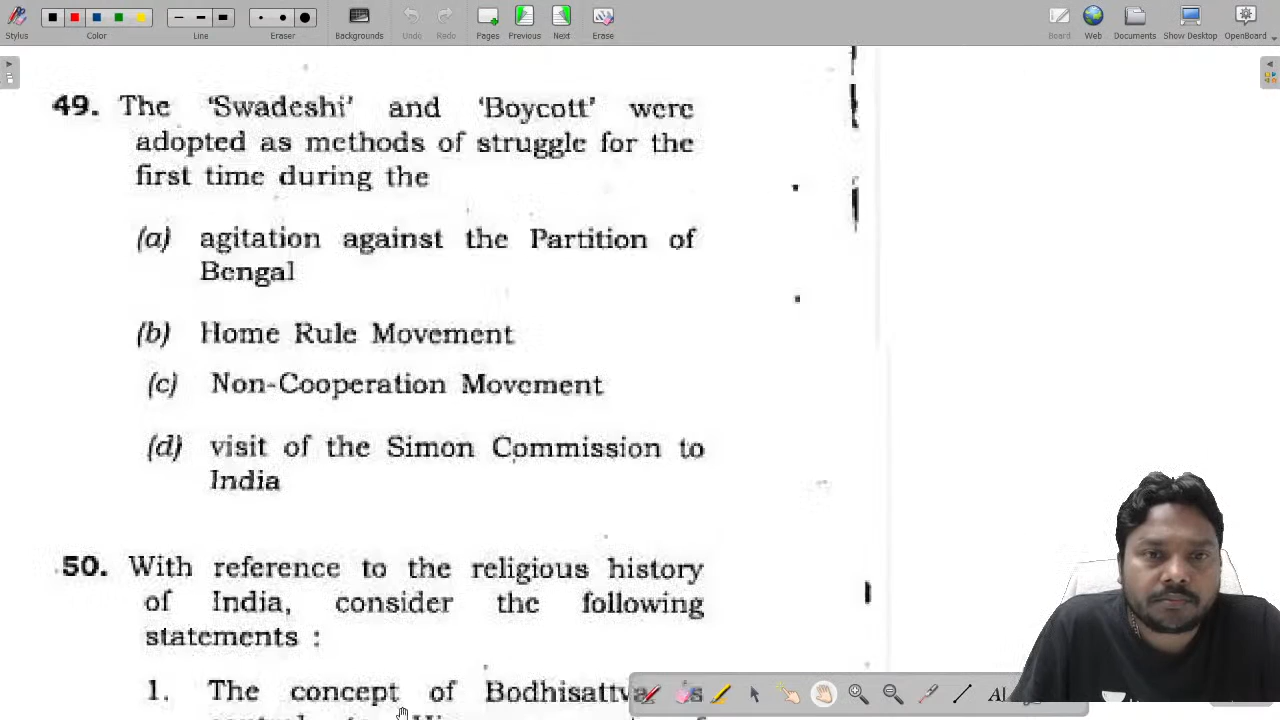 Stylus
Color
Line
Eraser
Backgrounds
Undo
Redo
Pages
Previous
Next
Erase
Board
Web
Documents
Show Desktop
OpenBoard
49. The 'Swadeshi' and 'Boycott' were
adopted as methods of struggle for the
first time during the
(a) agitation against the Partition of
Bengal
(b) Home Rule Movement
(c) Non-Cooperation Movement
(d) visit of the Simon Commission to
India
50. With reference to the religious history
of India, consider the following
statements :
1. The concept of